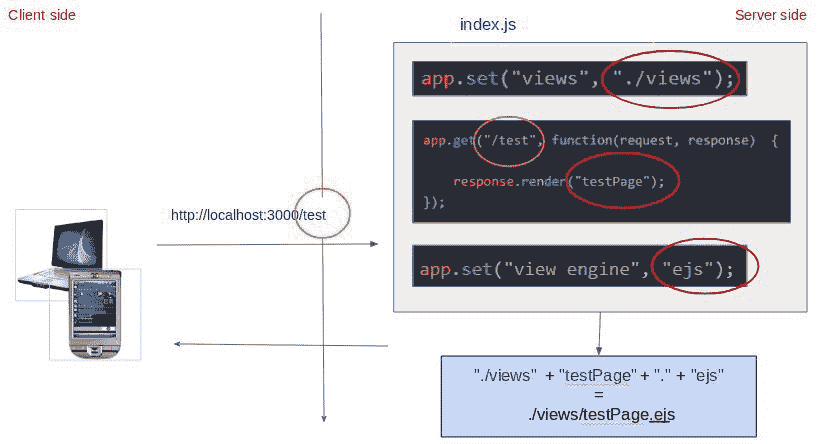 Client side
Server side
index.js
app.set("views", "./views");
app.get("/test", function(request, response) {
response.render("testPage");
});
http://localhost:3000/test
app.set("view engine", "ejs");
"./views" + "testPage" + "." + "ejs"
=
./views/testPage.ejs